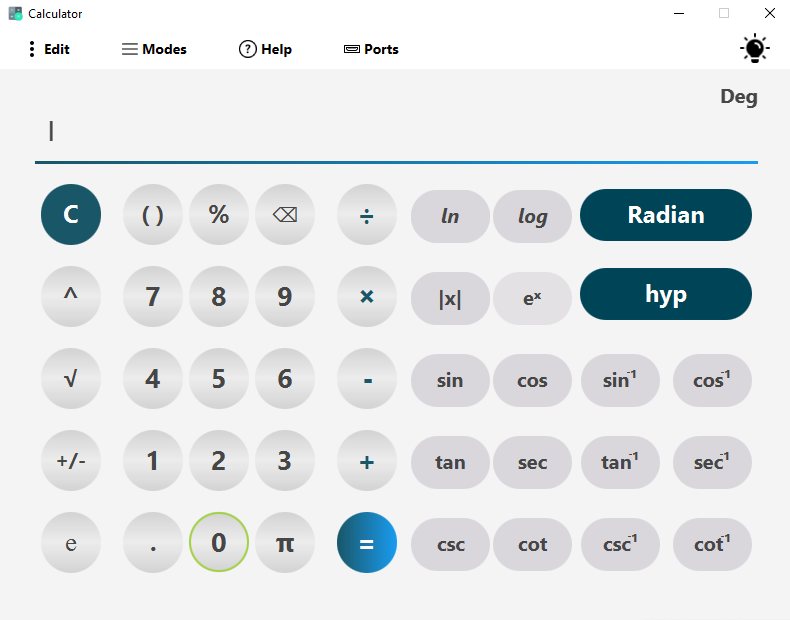 Calculator
Edit Modes Help Ports
Deg
C ( ) % ⌫ ÷ ln log Radian
^ 7 8 9 × |x| eˣ hyp
√ 4 5 6 - sin cos sin⁻¹ cos⁻¹
+/- 1 2 3 + tan sec tan⁻¹ sec⁻¹
e . 0 π = csc cot csc⁻¹ cot⁻¹